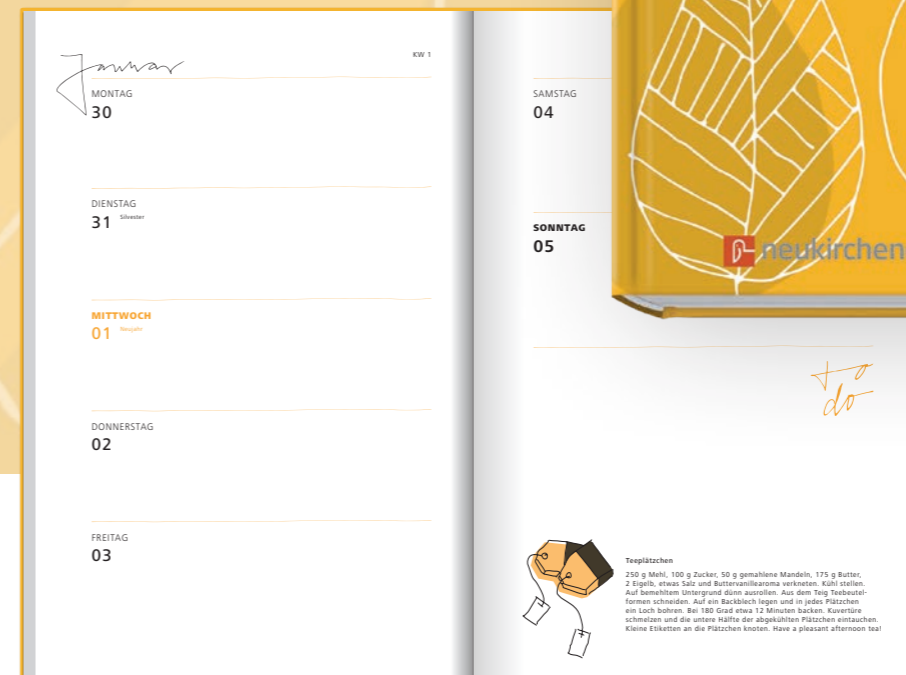 Januar
KW 1
MONTAG
30
DIENSTAG
31 Silvester
MITTWOCH
01 Neujahr
DONNERSTAG
02
FREITAG
03
SAMSTAG
04
SONNTAG
05
neukirchen
to
do
Teeplätzchen
250 g Mehl, 100 g Zucker, 50 g gemahlene Mandeln, 175 g Butter,
2 Eigelb, etwas Salz und Buttervanillearoma verkneten. Kühl stellen.
Auf bemehltem Untergrund dünn ausrollen. Aus dem Teig Teebeutel-
formen schneiden. Auf ein Backblech legen und in jedes Plätzchen
ein Loch bohren. Bei 180 Grad etwa 12 Minuten backen. Kuvertüre
schmelzen und die untere Hälfte der abgekühlten Plätzchen eintauchen.
Kleine Etiketten an die Plätzchen knoten. Have a pleasant afternoon tea!